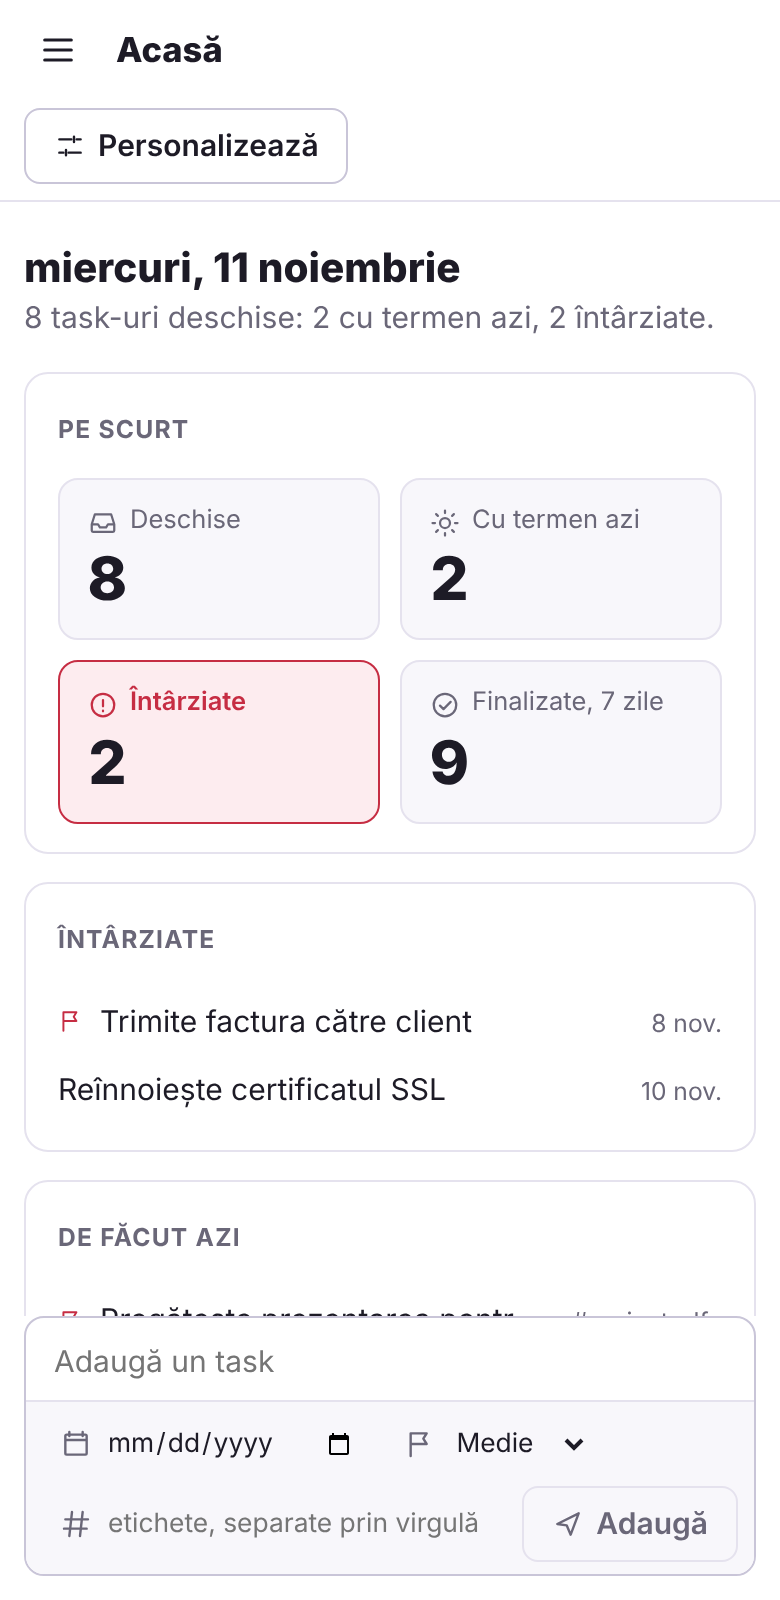 Acasă
Personalizează
miercuri, 11 noiembrie
8 task-uri deschise: 2 cu termen azi, 2 întârziate.
PE SCURT
Deschise
8
Cu termen azi
2
Întârziate
2
Finalizate, 7 zile
9
ÎNTÂRZIATE
Trimite factura către client 8 nov.
Reînnoiește certificatul SSL 10 nov.
DE FĂCUT AZI
Adaugă un task
mm/dd/yyyy Medie
# etichete, separate prin virgulă Adaugă